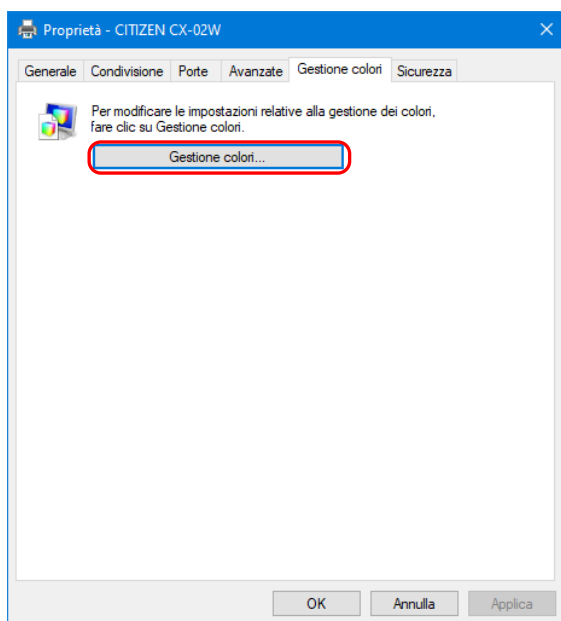 Proprietà - CITIZEN CX-02W
Generale Condivisione Porte Avanzate Gestione colori Sicurezza
Per modificare le impostazioni relative alla gestione dei colori,
fare clic su Gestione colori.
Gestione colori...
OK Annulla Applica